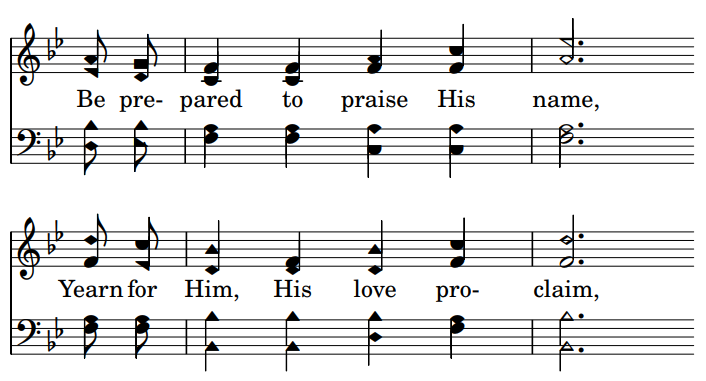 Be pre- pared to praise His name,
Yearn for Him, His love pro- claim,